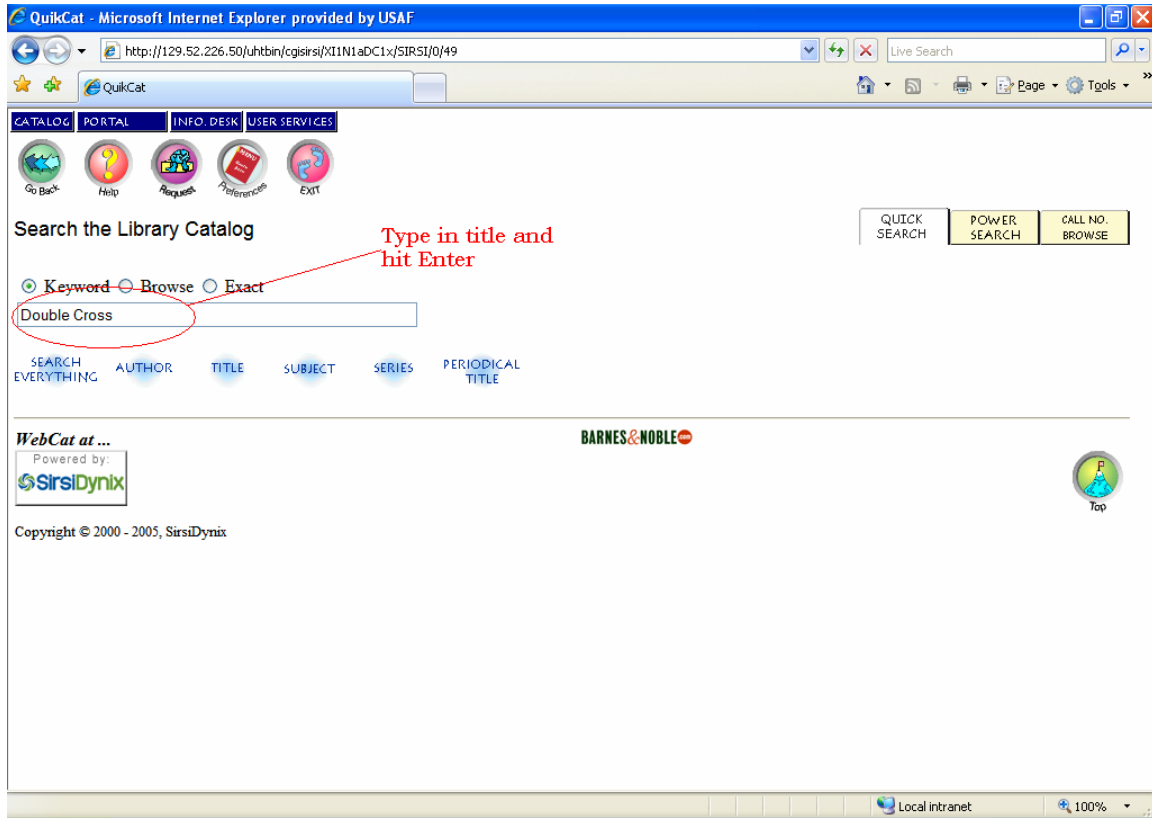 QuikCat - Microsoft Internet Explorer provided by USAF
http://129.52.226.50/uhtbin/cgisirsi/XI1N1aDC1x/SIRSI/0/49
Live Search
QuikCat
Page
Tools
CATALOG PORTAL INFO. DESK USER SERVICES
Go Back
Help
Request
MENU
Preferences
EXIT
Search the Library Catalog
Type in title and
hit Enter
QUICK
SEARCH
POWER
SEARCH
CALL NO.
BROWSE
Keyword Browse Exact
Double Cross
SEARCH
EVERYTHING
AUTHOR
TITLE
SUBJECT
SERIES
PERIODICAL
TITLE
WebCat at ...
BARNES&NOBLE.com
Powered by:
SirsiDynix
Top
Copyright © 2000 - 2005, SirsiDynix
Local intranet
100%